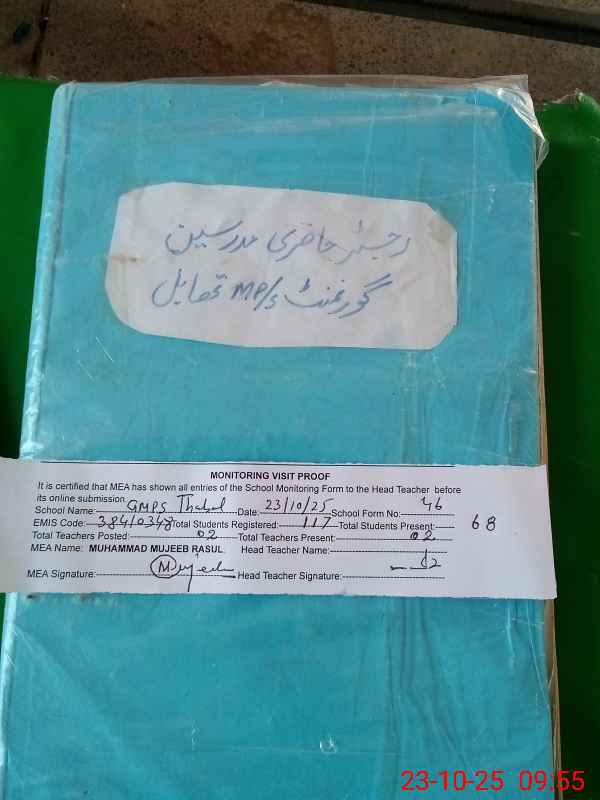 رجسٹر حاضری مدرسین
گورنمنٹ MP/s تھابل
MONITORING VISIT PROOF
It is certified that MEA has shown all entries of the School Monitoring Form to the Head Teacher before
its online submission.
School Name: GMPS Thabal Date: 23/10/25 School Form No: 46
EMIS Code: 38410348 Total Students Registered: 117 Total Students Present: 68
Total Teachers Posted: 02 Total Teachers Present: 02
MEA Name: MUHAMMAD MUJEEB RASUL Head Teacher Name:
MEA Signature: Mujeeb Head Teacher Signature:
23-10-25 09:55